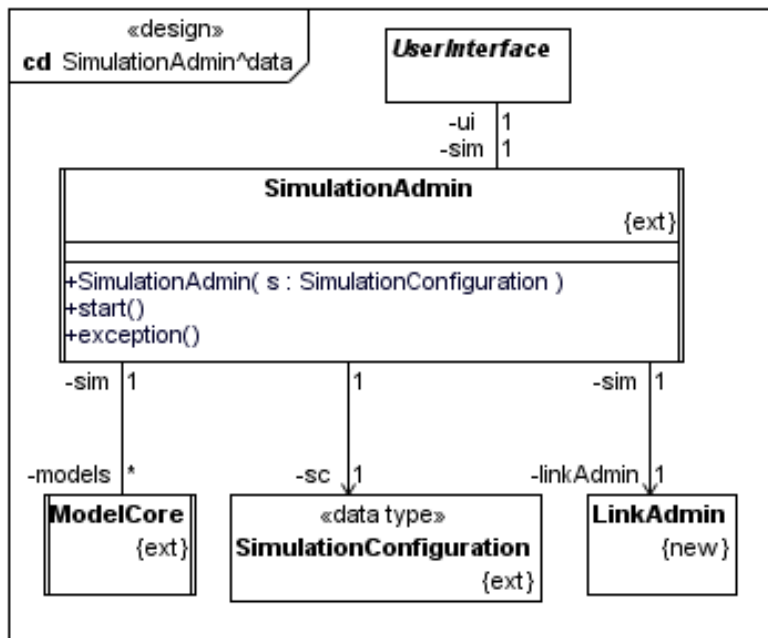 «design»
cd SimulationAdmin^data
UserInterface
-ui 1
-sim 1
SimulationAdmin
{ext}
+SimulationAdmin( s : SimulationConfiguration )
+start()
+exception()
-sim 1 1 -sim 1
-models * -sc 1 -linkAdmin 1
ModelCore
{ext}
«data type»
SimulationConfiguration
{ext}
LinkAdmin
{new}